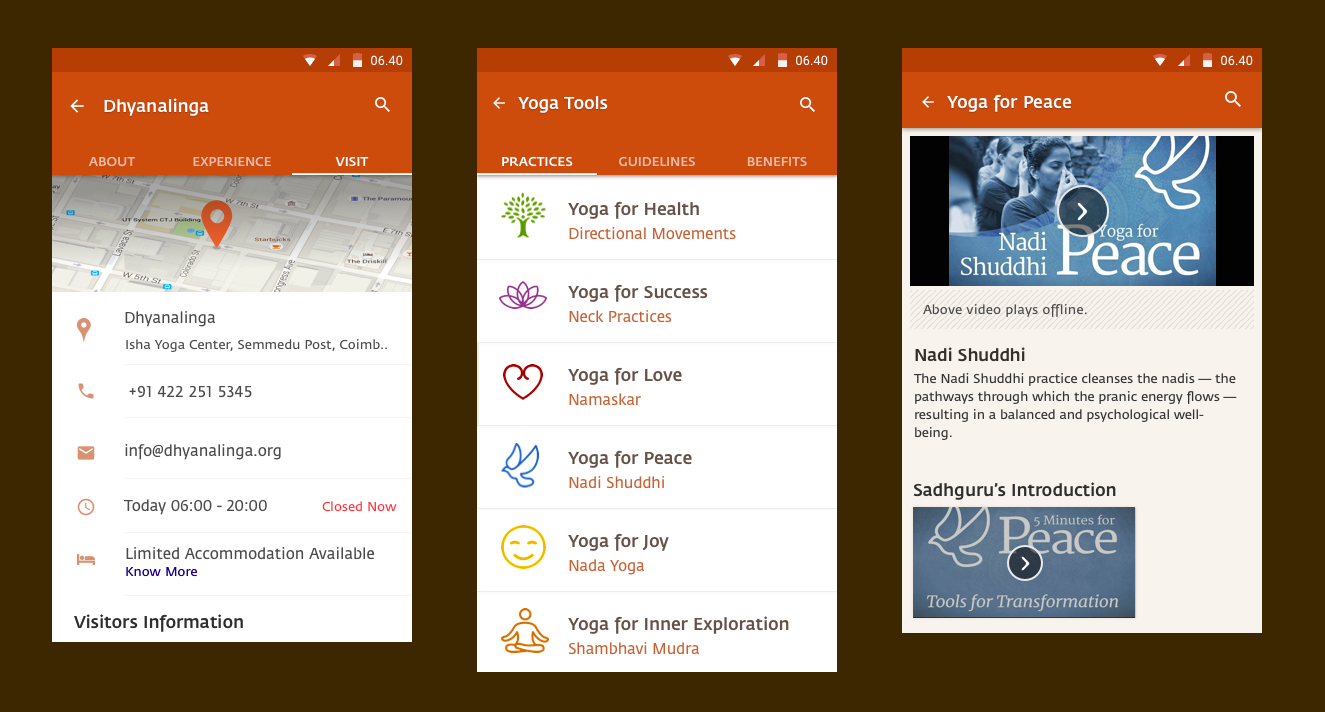 06.40
Dhyanalinga
ABOUT EXPERIENCE VISIT
The Paramour
UT System CTJ Building
Colorado St
Lavaca St
Starbucks
E 7th St
The Driskill
W 5th St
W 5th St
Dhyanalinga
Isha Yoga Center, Semmedu Post, Coimb..
+91 422 251 5345
info@dhyanalinga.org
Today 06:00 - 20:00 Closed Now
Limited Accommodation Available
Know More
Visitors Information
06.40
Yoga Tools
PRACTICES GUIDELINES BENEFITS
Yoga for Health
Directional Movements
Yoga for Success
Neck Practices
Yoga for Love
Namaskar
Yoga for Peace
Nadi Shuddhi
Yoga for Joy
Nada Yoga
Yoga for Inner Exploration
Shambhavi Mudra
06.40
Yoga for Peace
Nadi
Shuddhi
Yoga for
Peace
Above video plays offline.
Nadi Shuddhi
The Nadi Shuddhi practice cleanses the nadis — the
pathways through which the pranic energy flows —
resulting in a balanced and psychological well-
being.
Sadhguru's Introduction
5 Minutes for
Peace
Tools for Transformation